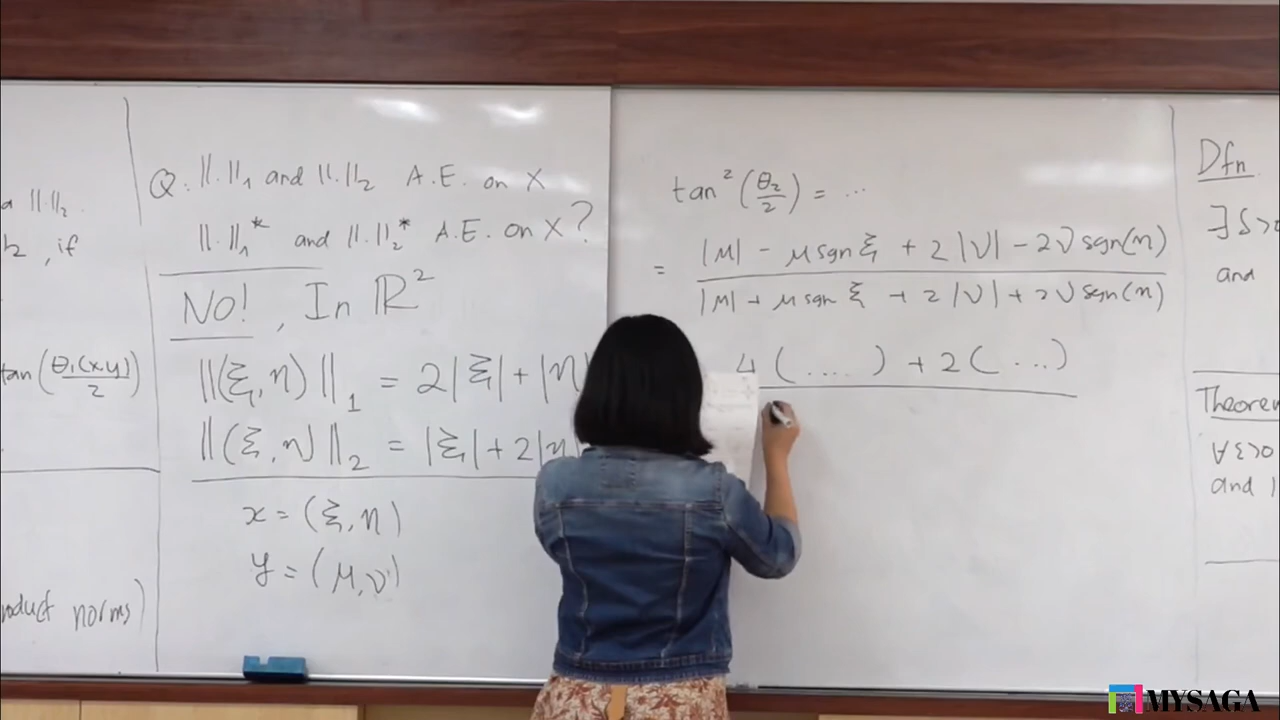 a ||.||₂.
₂, if
tan(θ₁(x,y)/2)
roduct norms)
Q: ||.||₁ and ||.||₂ A.E. on X
||.||₁* and ||.||₂* A.E. on X?
NO!, In ℝ²
||(ξ,η)||₁ = 2|ξ|+|η
||(ξ,η)||₂ = |ξ|+2|η
x = (ξ,η)
y = (μ,ν)
tan²(θ₂/2) = ...
= |μ| - μ sgn ξ + 2|ν| - 2ν sgn(η)
|μ| + μ sgn ξ + 2|ν| + 2ν sgn(η)
4(....) + 2(...)
Dfn
∃δ>
and
Theorem
∀ε>0
and
MYSAGA